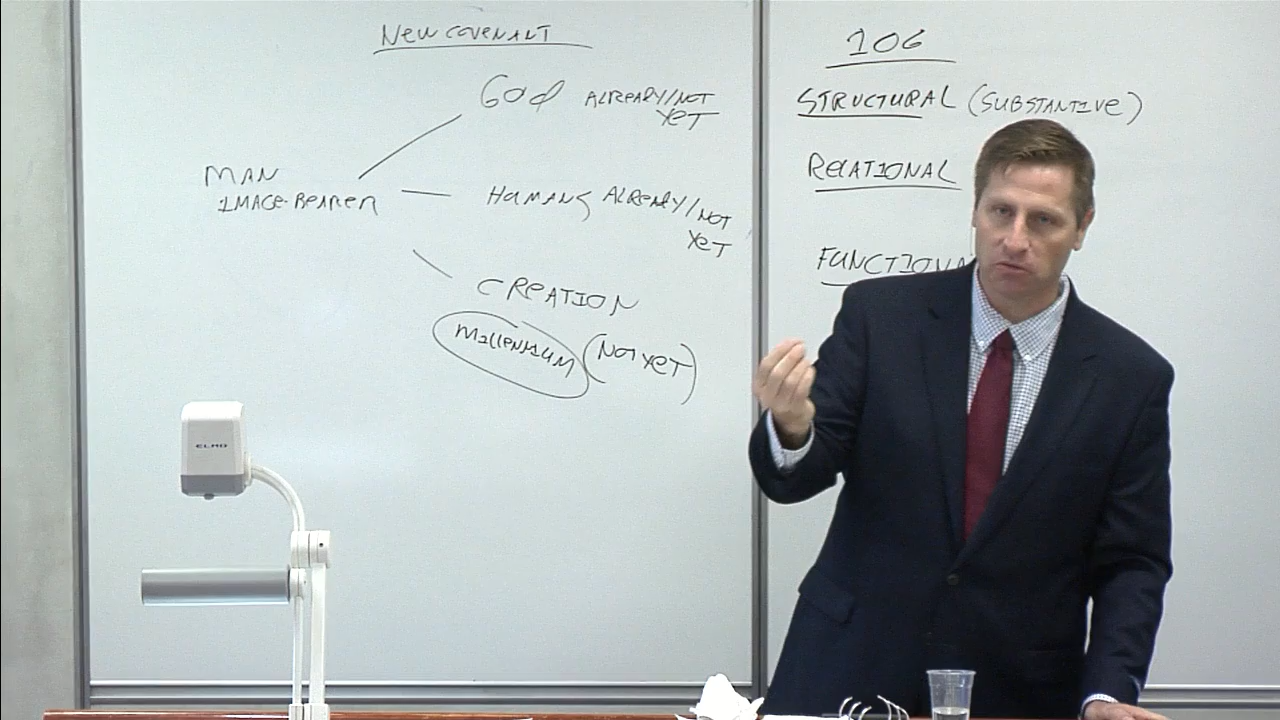 NEW COVENANT
GOD ALREADY/NOT
YET
MAN
IMAGE-BEARER
HUMANS ALREADY/NOT
YET
CREATION
MILLENNIUM (NOT YET)
106
STRUCTURAL (SUBSTANTIVE)
RELATIONAL
FUNCTIONA
ELMO